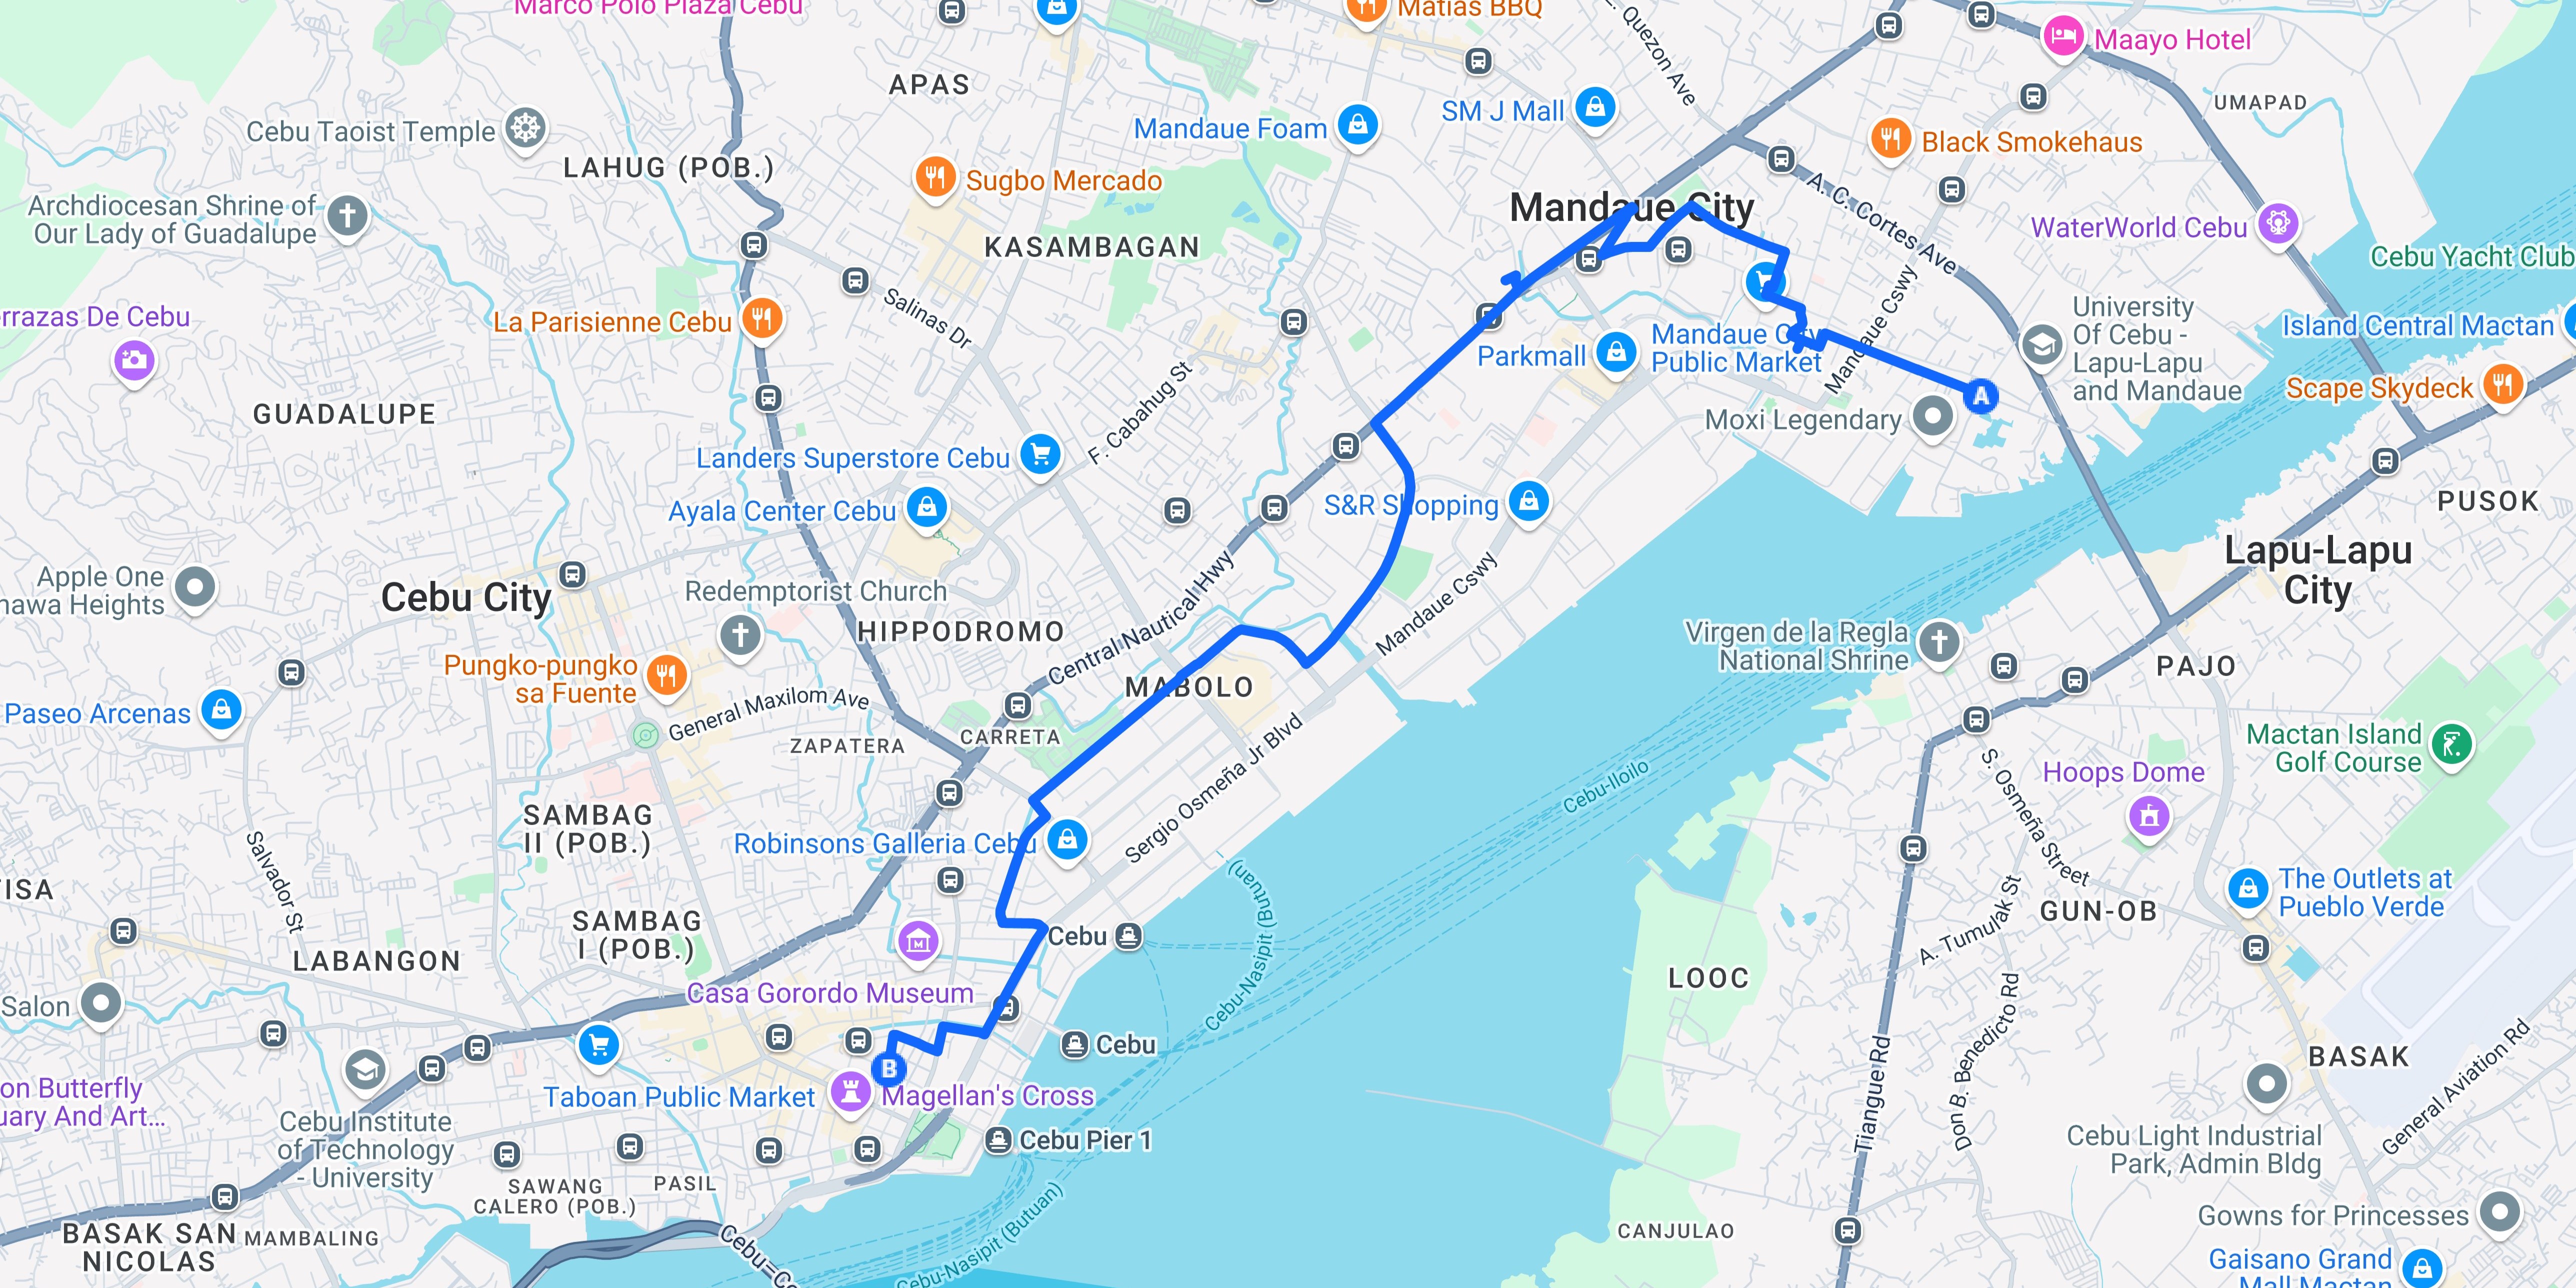 Marco Polo Plaza Cebu
Matias BBQ
Quezon Ave
Maayo Hotel
APAS
UMAPAD
SM J Mall
Mandaue Foam
Cebu Taoist Temple
Black Smokehaus
LAHUG (POB.)
Sugbo Mercado
A. C. Cortes Ave
Archdiocesan Shrine of
Our Lady of Guadalupe
Mandaue City
WaterWorld Cebu
KASAMBAGAN
Cebu Yacht Club
Salinas Dr
errazas De Cebu
La Parisienne Cebu
Mandaue Cswy
University
Of Cebu -
Lapu-Lapu
and Mandaue
Island Central Mactan
Mandaue City
Public Market
Parkmall
Scape Skydeck
A
GUADALUPE
F. Cabahug St
Moxi Legendary
Landers Superstore Cebu
Ayala Center Cebu
S&R Shopping
PUSOK
Lapu-Lapu
City
Apple One
nawa Heights
Cebu City
Redemptorist Church
Central Nautical Hwy
Mandaue Cswy
HIPPODROMO
Virgen de la Regla
National Shrine
Pungko-pungko
sa Fuente
PAJO
MABOLO
General Maxilom Ave
Paseo Arcenas
CARRETA
ZAPATERA
Sergio Osmeña Jr Blvd
Cebu-Iloilo
Mactan Island
Golf Course
S. Osmeña Street
Hoops Dome
SAMBAG
II (POB.)
Robinsons Galleria Cebu
Salvador St
TISA
The Outlets at
Pueblo Verde
Cebu-Nasipit (Butuan)
A. Tumulak St
GUN-OB
SAMBAG
I (POB.)
Cebu
LABANGON
LOOC
Casa Gorordo Museum
Salon
Don B. Benedicto Rd
Cebu
General Aviation Rd
BASAK
Tiangue Rd
B
Taboan Public Market
Magellan's Cross
on Butterfly
uary And Art...
Cebu Institute
of Technology
- University
Cebu Pier 1
Cebu Light Industrial
Park, Admin Bldg
PASIL
SAWANG
CALERO (POB.)
Cebu-Nasipit (Butuan)
Gowns for Princesses
BASAK SAN
NICOLAS
MAMBALING
CANJULAO
Gaisano Grand
Mall Mactan